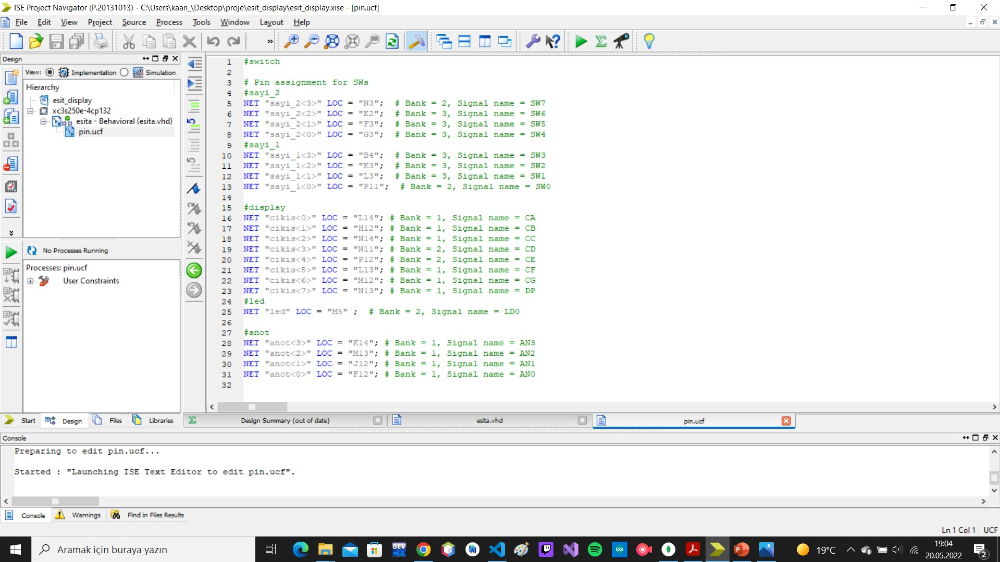 ISE Project Navigator (P.20131013) - C:\Users\kaan_\Desktop\proje\esit_display\esit_display.xise - [pin.ucf]
File Edit View Project Source Process Tools Window Layout Help
Design
View: Implementation Simulation
Hierarchy
esit_display
xc3s250e-4cp132
esita - Behavioral (esita.vhd)
pin.ucf
No Processes Running
Processes: pin.ucf
User Constraints
Start Design Files Libraries
1 #switch
2
3 # Pin assignment for SWs
4 #sayi_2
5 NET "sayi_2<3>" LOC = "N3"; # Bank = 2, Signal name = SW7
6 NET "sayi_2<2>" LOC = "E2"; # Bank = 3, Signal name = SW6
7 NET "sayi_2<1>" LOC = "F3"; # Bank = 3, Signal name = SW5
8 NET "sayi_2<0>" LOC = "G3"; # Bank = 3, Signal name = SW4
9 #sayi_1
10 NET "sayi_1<3>" LOC = "B4"; # Bank = 3, Signal name = SW3
11 NET "sayi_1<2>" LOC = "K3"; # Bank = 3, Signal name = SW2
12 NET "sayi_1<1>" LOC = "L3"; # Bank = 3, Signal name = SW1
13 NET "sayi_1<0>" LOC = "P11"; # Bank = 2, Signal name = SW0
14
15 #display
16 NET "cikis<0>" LOC = "L14"; # Bank = 1, Signal name = CA
17 NET "cikis<1>" LOC = "H12"; # Bank = 1, Signal name = CB
18 NET "cikis<2>" LOC = "N14"; # Bank = 1, Signal name = CC
19 NET "cikis<3>" LOC = "N11"; # Bank = 2, Signal name = CD
20 NET "cikis<4>" LOC = "P12"; # Bank = 2, Signal name = CE
21 NET "cikis<5>" LOC = "L13"; # Bank = 1, Signal name = CF
22 NET "cikis<6>" LOC = "M12"; # Bank = 1, Signal name = CG
23 NET "cikis<7>" LOC = "N13"; # Bank = 1, Signal name = DP
24 #led
25 NET "led" LOC = "M5" ; # Bank = 2, Signal name = LD0
26
27 #anot
28 NET "anot<3>" LOC = "K14"; # Bank = 1, Signal name = AN3
29 NET "anot<2>" LOC = "M13"; # Bank = 1, Signal name = AN2
30 NET "anot<1>" LOC = "J12"; # Bank = 1, Signal name = AN1
31 NET "anot<0>" LOC = "F12"; # Bank = 1, Signal name = AN0
32
Design Summary (out of date) esita.vhd pin.ucf
Console
Preparing to edit pin.ucf...
Started : "Launching ISE Text Editor to edit pin.ucf".
Console Warnings Find in Files Results
Ln 1 Col 1 UCF
Aramak için buraya yazın
DEV
19°C
19:04
20.05.2022
2